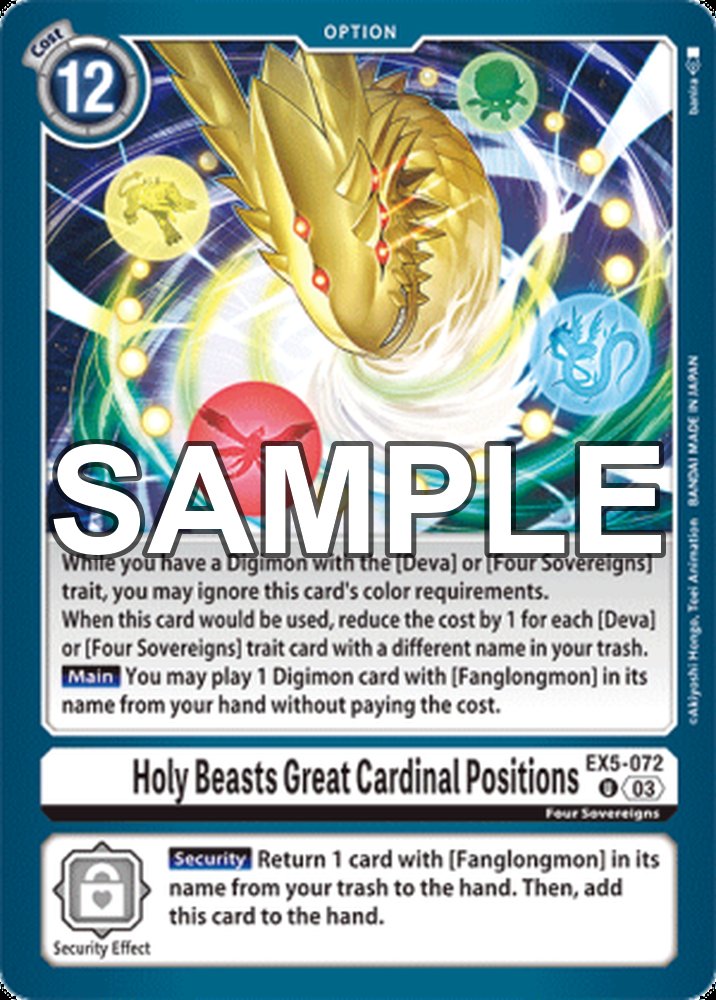 OPTION
Cost
12
banira
SAMPLE
While you have a Digimon with the [Deva] or [Four Sovereigns]
trait, you may ignore this card's color requirements.
When this card would be used, reduce the cost by 1 for each [Deva]
or [Four Sovereigns] trait card with a different name in your trash.
Main You may play 1 Digimon card with [Fanglongmon] in its
name from your hand without paying the cost.
©Akiyoshi Hongo, Toei Animation BANDAI MADE IN JAPAN
Holy Beasts Great Cardinal Positions
EX5-072
U 03
Four Sovereigns
Security Return 1 card with [Fanglongmon] in its
name from your trash to the hand. Then, add
this card to the hand.
Security Effect